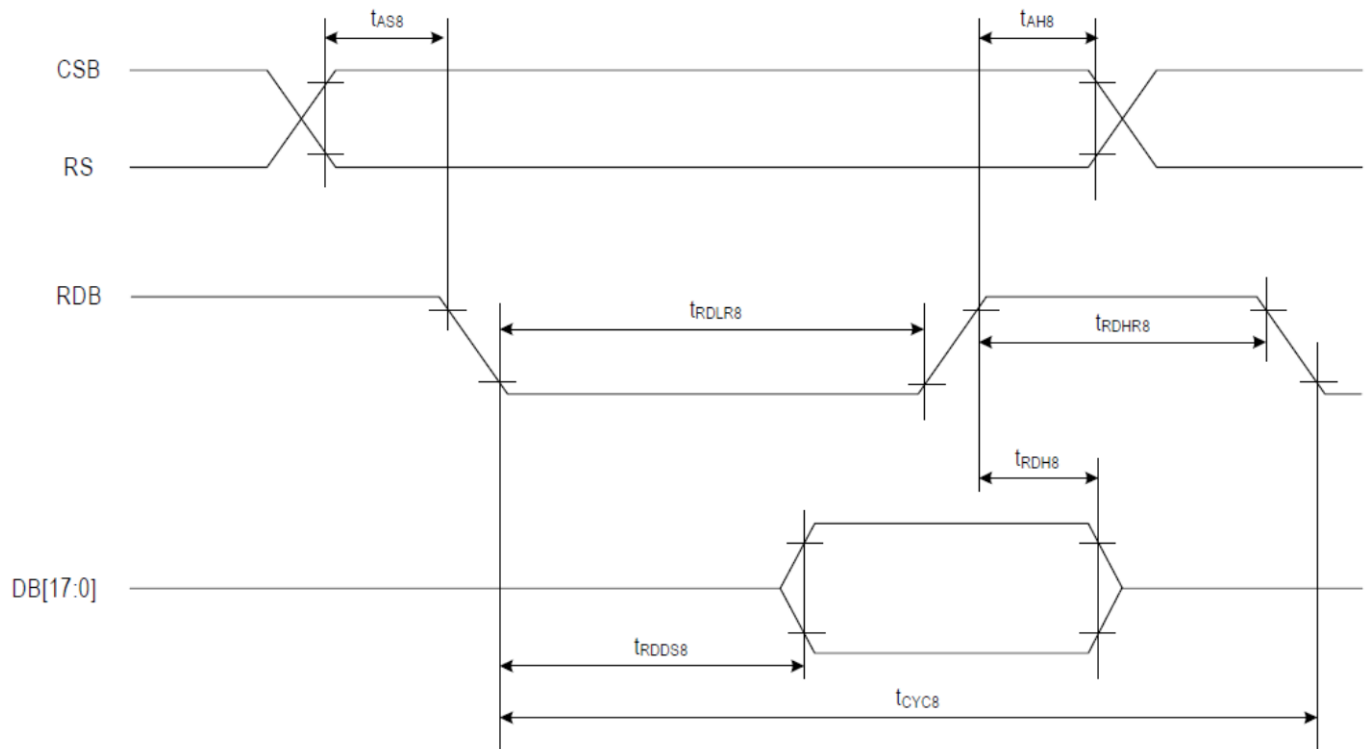 tAS8
tAH8
CSB
RS
RDB
tRDLR8
tRDHR8
tRDH8
DB[17:0]
tRDDS8
tCYC8